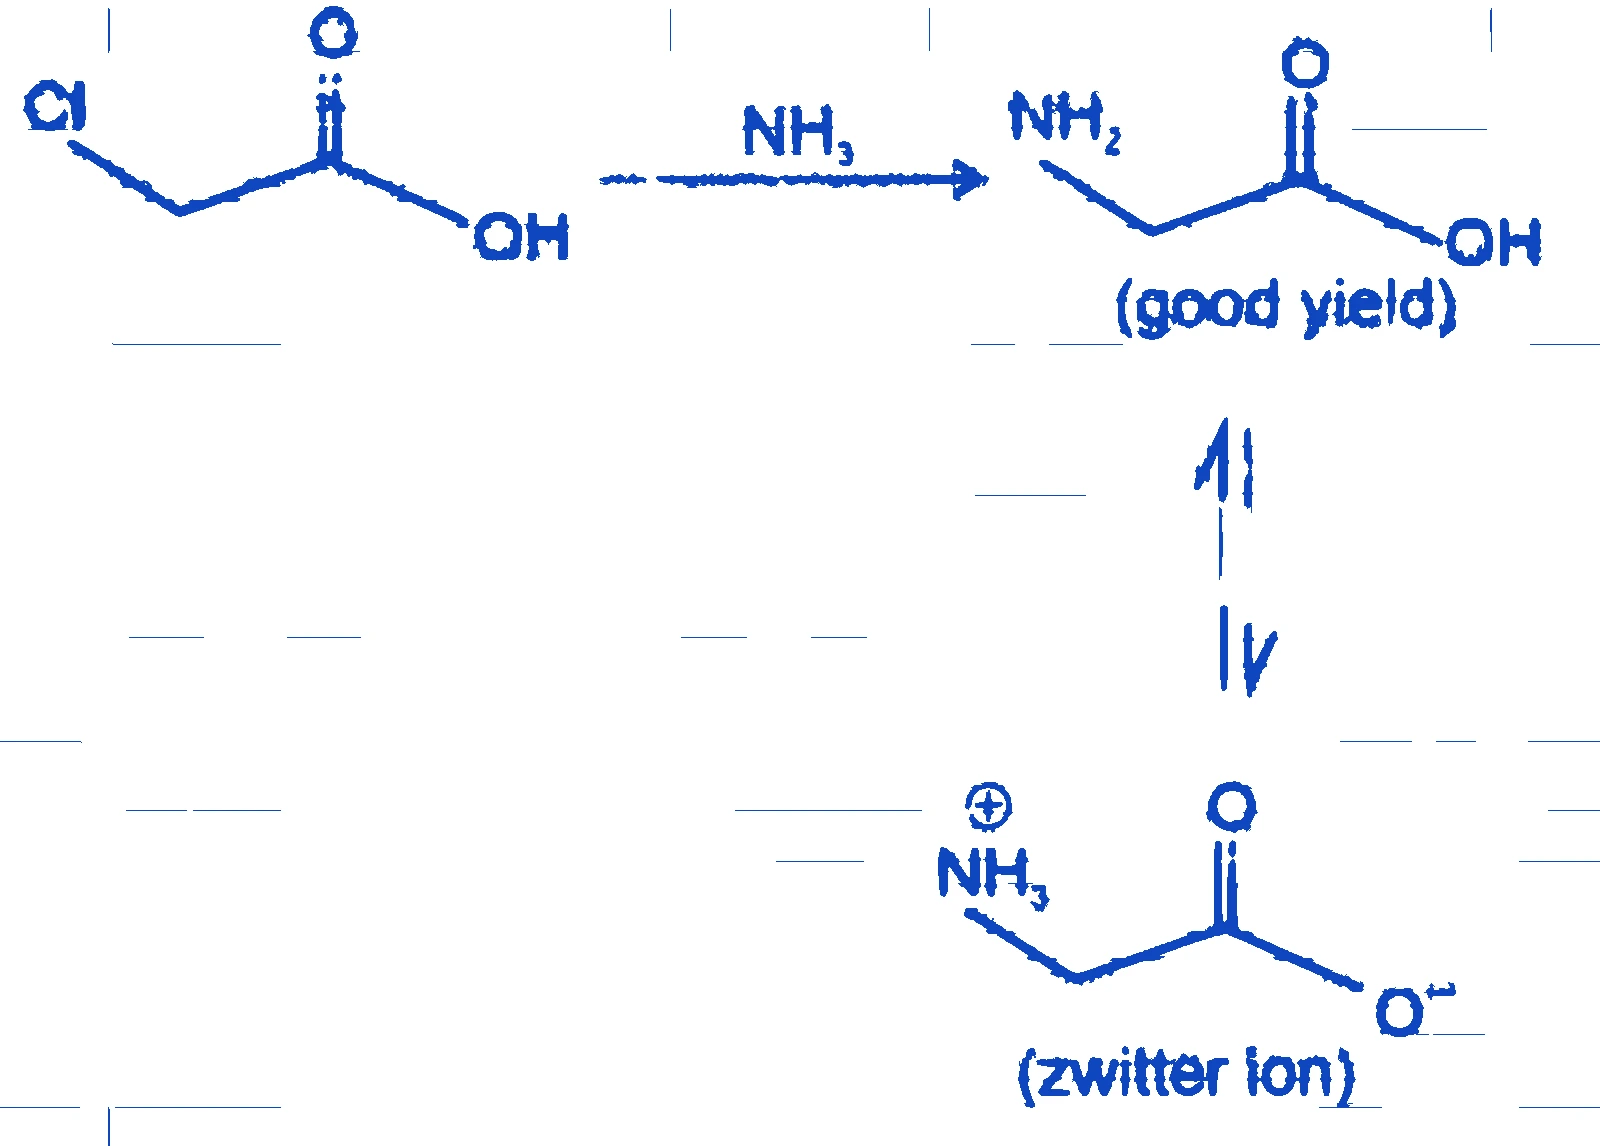 O
Cl
OH
NH₃
O
NH₂
OH
(good yield)
⊕
NH₃
O
O
(zwitter ion)